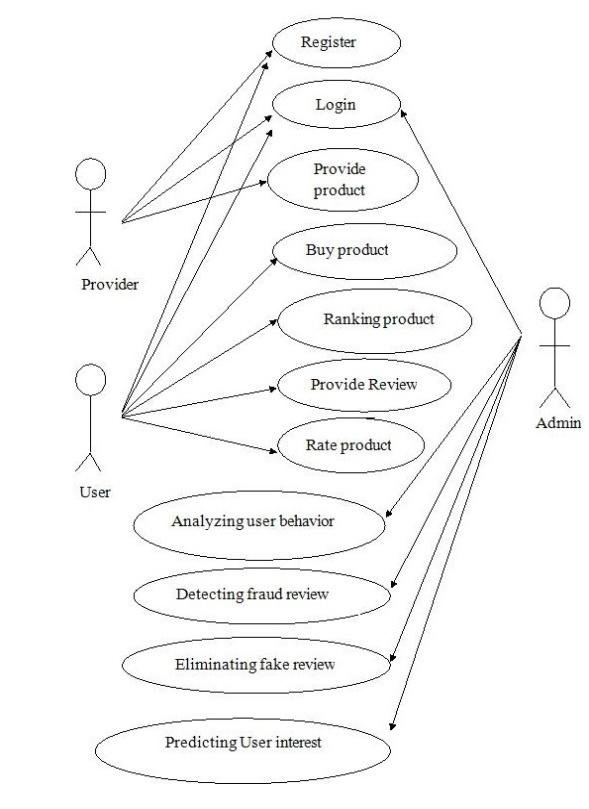 Register
Login
Provide
product
Provider
Buy product
Ranking product
Provide Review
Admin
Rate product
User
Analyzing user behavior
Detecting fraud review
Eliminating fake review
Predicting User interest